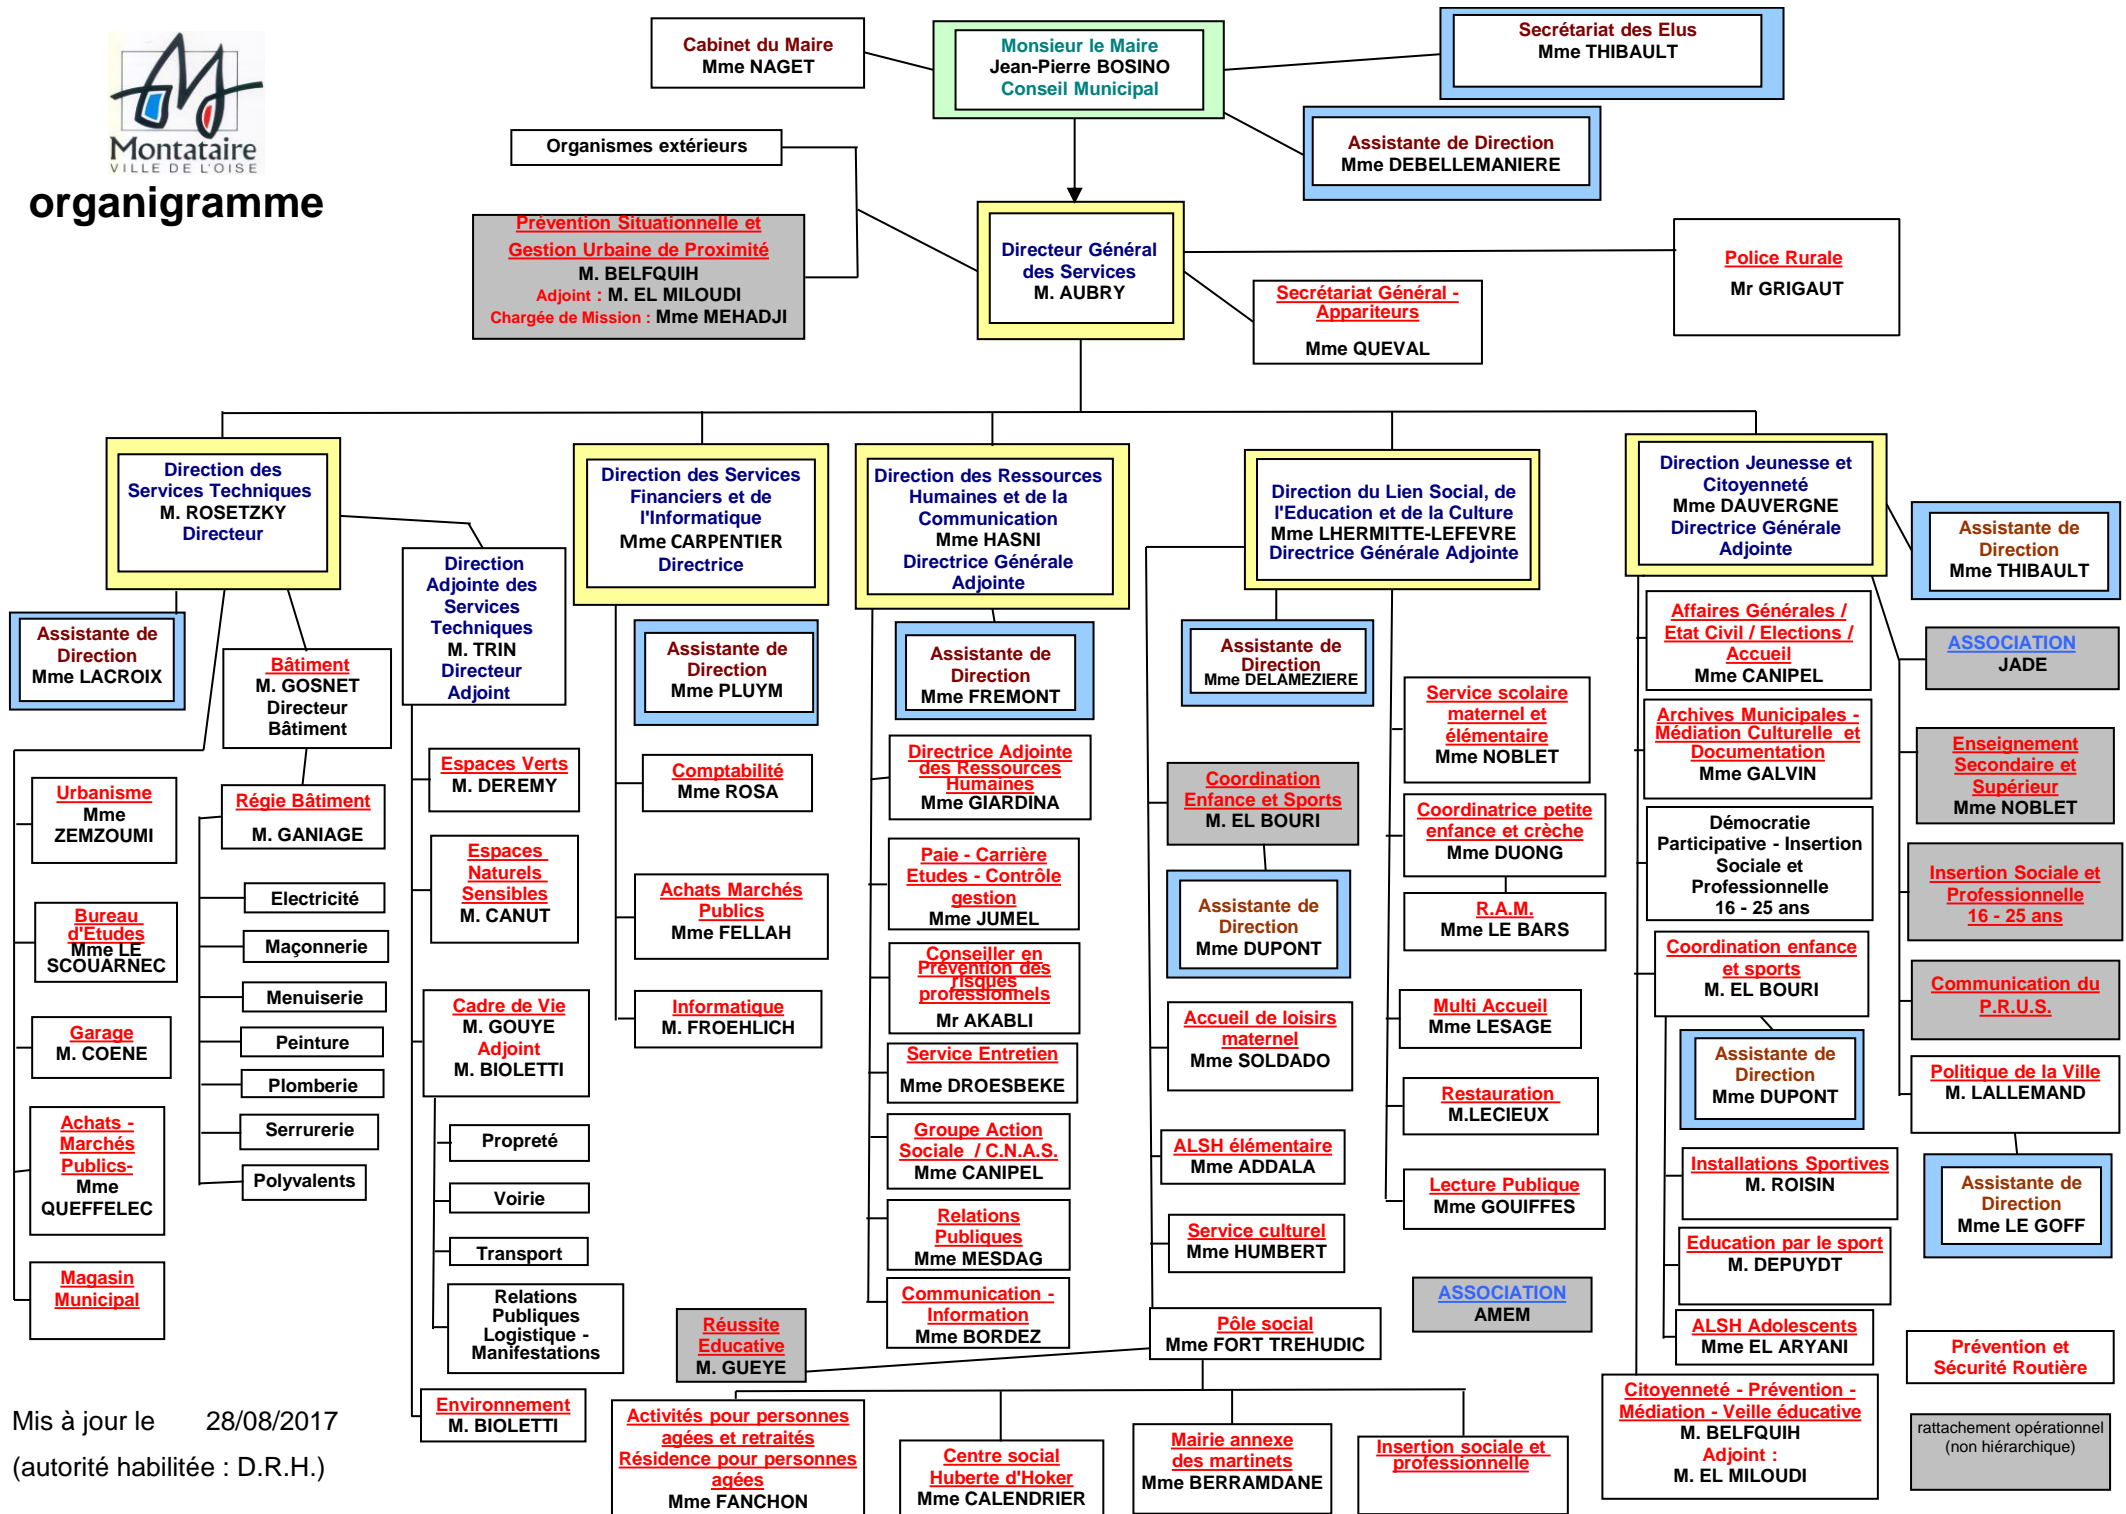 Montataire
VILLE DE L'OISE
organigramme
Cabinet du Maire
Mme NAGET
Monsieur le Maire
Jean-Pierre BOSINO
Conseil Municipal
Secrétariat des Elus
Mme THIBAULT
Assistante de Direction
Mme DEBELLEMANIERE
Organismes extérieurs
Prévention Situationnelle et
Gestion Urbaine de Proximité
M. BELFQUIH
Adjoint : M. EL MILOUDI
Chargée de Mission : Mme MEHADJI
Directeur Général
des Services
M. AUBRY
Secrétariat Général -
Appariteurs
Mme QUEVAL
Police Rurale
Mr GRIGAUT
Direction des
Services Techniques
M. ROSETZKY
Directeur
Assistante de
Direction
Mme LACROIX
Bâtiment
M. GOSNET
Directeur
Bâtiment
Urbanisme
Mme
ZEMZOUMI
Bureau
d'Etudes
Mme LE
SCOUARNEC
Garage
M. COENE
Achats -
Marchés
Publics-
Mme
QUEFFELEC
Magasin
Municipal
Régie Bâtiment
M. GANIAGE
Electricité
Maçonnerie
Menuiserie
Peinture
Plomberie
Serrurerie
Polyvalents
Direction
Adjointe des
Services
Techniques
M. TRIN
Directeur
Adjoint
Espaces Verts
M. DEREMY
Espaces
Naturels
Sensibles
M. CANUT
Cadre de Vie
M. GOUYE
Adjoint
M. BIOLETTI
Propreté
Voirie
Transport
Relations
Publiques
Logistique -
Manifestations
Environnement
M. BIOLETTI
Direction des Services
Financiers et de
l'Informatique
Mme CARPENTIER
Directrice
Assistante de
Direction
Mme PLUYM
Comptabilité
Mme ROSA
Achats Marchés
Publics
Mme FELLAH
Informatique
M. FROEHLICH
Direction des Ressources
Humaines et de la
Communication
Mme HASNI
Directrice Générale
Adjointe
Assistante de
Direction
Mme FREMONT
Directrice Adjointe
des Ressources
Humaines
Mme GIARDINA
Paie - Carrière
Etudes - Contrôle
gestion
Mme JUMEL
Conseiller en
Prévention des
risques
professionnels
Mr AKABLI
Service Entretien
Mme DROESBEKE
Groupe Action
Sociale / C.N.A.S.
Mme CANIPEL
Relations
Publiques
Mme MESDAG
Communication -
Information
Mme BORDEZ
Direction du Lien Social, de
l'Education et de la Culture
Mme LHERMITTE-LEFEVRE
Directrice Générale Adjointe
Assistante de
Direction
Mme DELAMEZIERE
Coordination
Enfance et Sports
M. EL BOURI
Assistante de
Direction
Mme DUPONT
Accueil de loisirs
maternel
Mme SOLDADO
ALSH élémentaire
Mme ADDALA
Service culturel
Mme HUMBERT
Pôle social
Mme FORT TREHUDIC
Réussite
Educative
M. GUEYE
Activités pour personnes
agées et retraités
Résidence pour personnes
agées
Mme FANCHON
Centre social
Huberte d'Hoker
Mme CALENDRIER
Mairie annexe
des martinets
Mme BERRAMDANE
Insertion sociale et
professionnelle
Service scolaire
maternel et
élémentaire
Mme NOBLET
Coordinatrice petite
enfance et crèche
Mme DUONG
R.A.M.
Mme LE BARS
Multi Accueil
Mme LESAGE
Restauration
M.LECIEUX
Lecture Publique
Mme GOUIFFES
ASSOCIATION
AMEM
Direction Jeunesse et
Citoyenneté
Mme DAUVERGNE
Directrice Générale
Adjointe
Assistante de
Direction
Mme THIBAULT
Affaires Générales /
Etat Civil / Elections /
Accueil
Mme CANIPEL
Archives Municipales -
Médiation Culturelle et
Documentation
Mme GALVIN
Démocratie
Participative - Insertion
Sociale et
Professionnelle
16 - 25 ans
Coordination enfance
et sports
M. EL BOURI
Assistante de
Direction
Mme DUPONT
Installations Sportives
M. ROISIN
Education par le sport
M. DEPUYDT
ALSH Adolescents
Mme EL ARYANI
Citoyenneté - Prévention -
Médiation - Veille éducative
M. BELFQUIH
Adjoint :
M. EL MILOUDI
ASSOCIATION
JADE
Enseignement
Secondaire et
Supérieur
Mme NOBLET
Insertion Sociale et
Professionnelle
16 - 25 ans
Communication du
P.R.U.S.
Politique de la Ville
M. LALLEMAND
Assistante de
Direction
Mme LE GOFF
Prévention et
Sécurité Routière
rattachement opérationnel
(non hiérarchique)
Mis à jour le 28/08/2017
(autorité habilitée : D.R.H.)